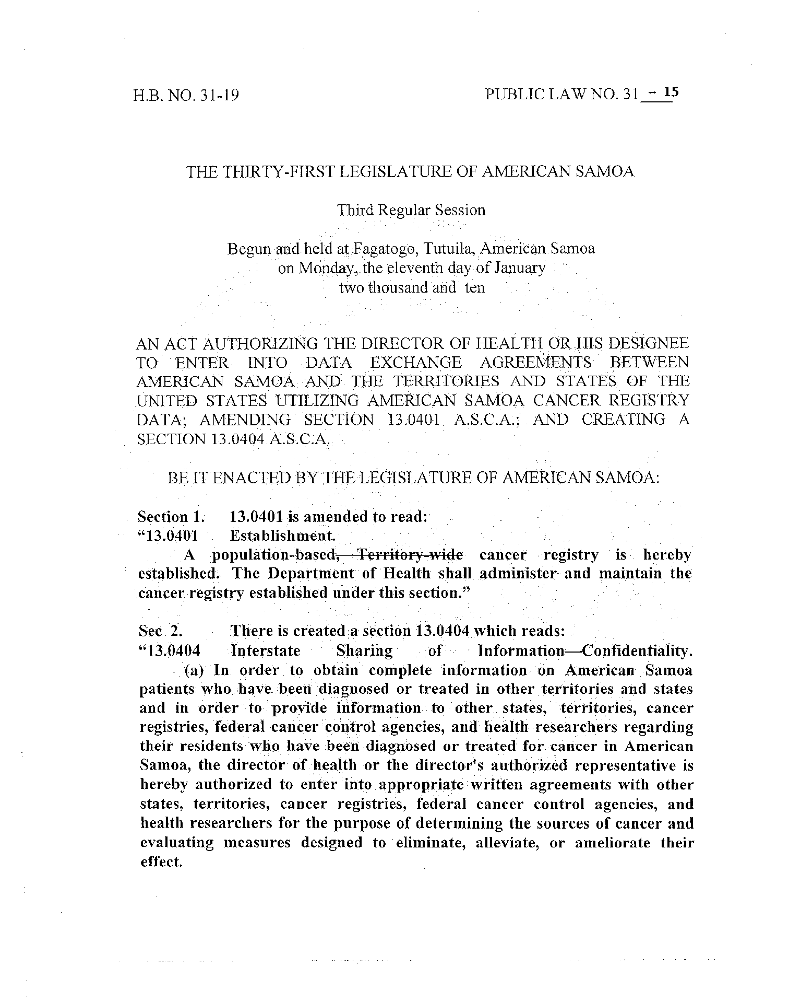 H.B. NO. 31-19 PUBLIC LAW NO. 31 - 15
THE THIRTY-FIRST LEGISLATURE OF AMERICAN SAMOA
Third Regular Session
Begun and held at Fagatogo, Tutuila, American Samoa
on Monday, the eleventh day of January
two thousand and ten
AN ACT AUTHORIZING THE DIRECTOR OF HEALTH OR HIS DESIGNEE
TO ENTER INTO DATA EXCHANGE AGREEMENTS BETWEEN
AMERICAN SAMOA AND THE TERRITORIES AND STATES OF THE
UNITED STATES UTILIZING AMERICAN SAMOA CANCER REGISTRY
DATA; AMENDING SECTION 13.0401 A.S.C.A.; AND CREATING A
SECTION 13.0404 A.S.C.A.
BE IT ENACTED BY THE LEGISLATURE OF AMERICAN SAMOA:
Section 1. 13.0401 is amended to read:
“13.0401 Establishment.
A population-based, Territory-wide cancer registry is hereby
established. The Department of Health shall administer and maintain the
cancer registry established under this section.”
Sec 2. There is created a section 13.0404 which reads:
“13.0404 Interstate Sharing of Information—Confidentiality.
(a) In order to obtain complete information on American Samoa
patients who have been diagnosed or treated in other territories and states
and in order to provide information to other states, territories, cancer
registries, federal cancer control agencies, and health researchers regarding
their residents who have been diagnosed or treated for cancer in American
Samoa, the director of health or the director's authorized representative is
hereby authorized to enter into appropriate written agreements with other
states, territories, cancer registries, federal cancer control agencies, and
health researchers for the purpose of determining the sources of cancer and
evaluating measures designed to eliminate, alleviate, or ameliorate their
effect.